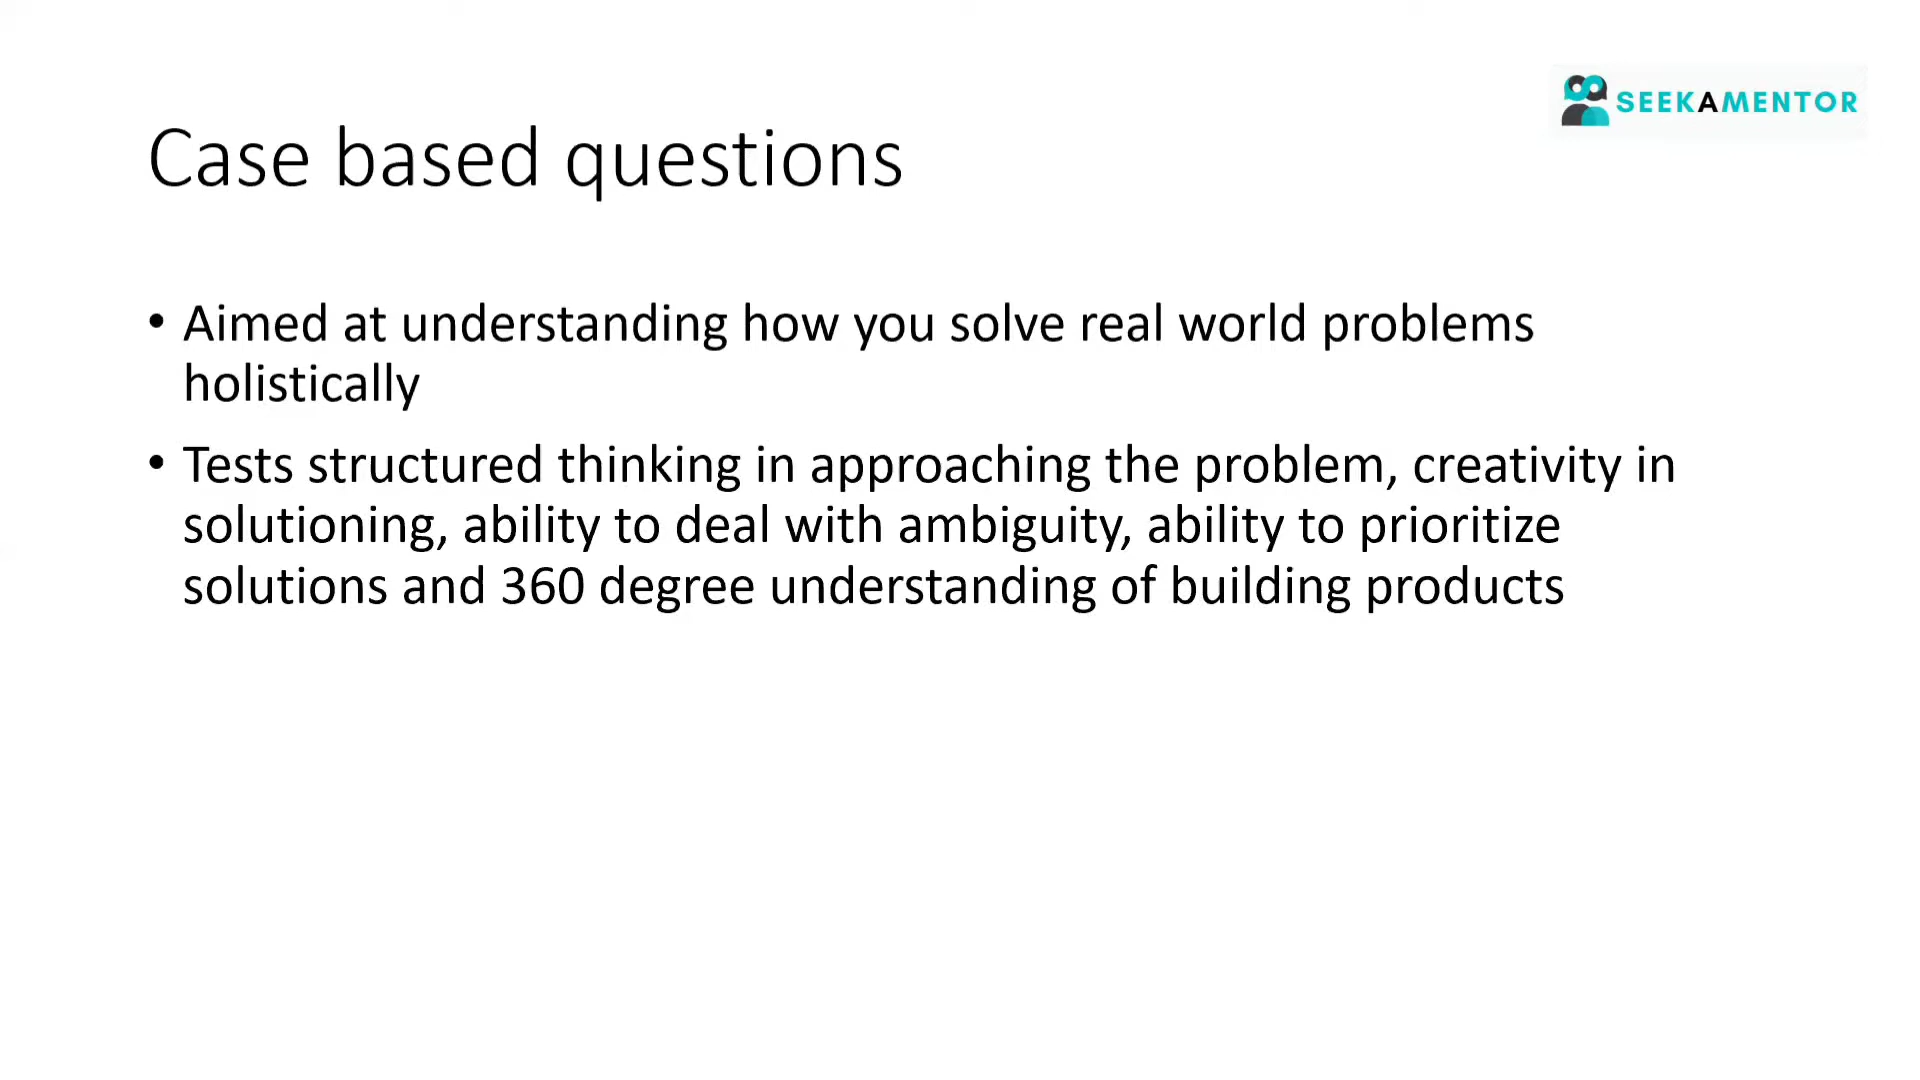 SEEKAMENTOR
Case based questions
• Aimed at understanding how you solve real world problems
holistically
• Tests structured thinking in approaching the problem, creativity in
solutioning, ability to deal with ambiguity, ability to prioritize
solutions and 360 degree understanding of building products